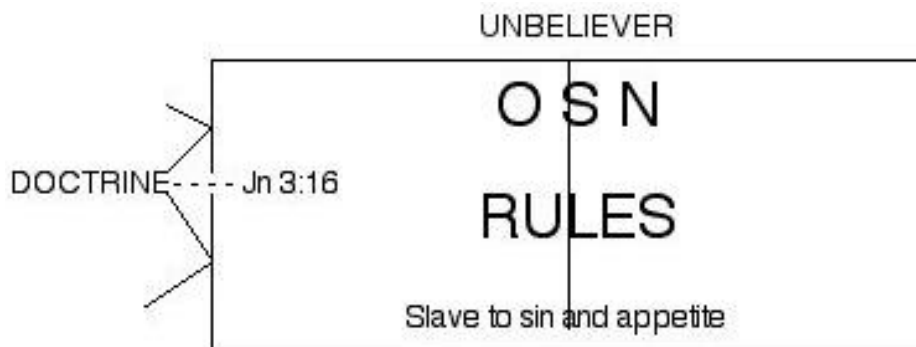 UNBELIEVER
O S N
DOCTRINE - - - - Jn 3:16
RULES
Slave to sin and appetite